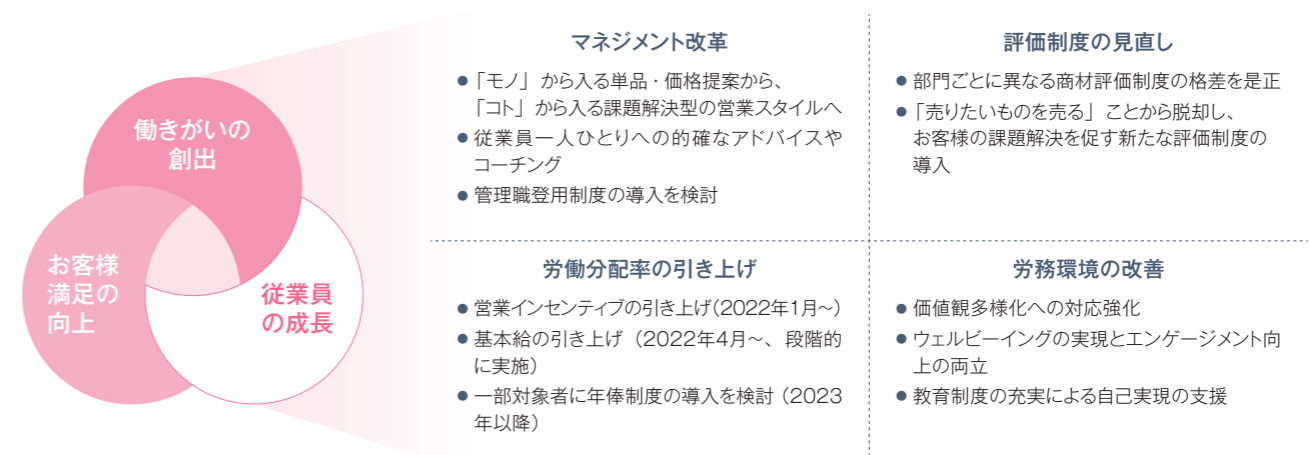 働きがいの
創出
お客様
満足の
向上
従業員
の成長
マネジメント改革
●「モノ」から入る単品・価格提案から、
「コト」から入る課題解決型の営業スタイルへ
● 従業員一人ひとりへの的確なアドバイスや
コーチング
● 管理職登用制度の導入を検討
評価制度の見直し
● 部門ごとに異なる商材評価制度の格差を是正
●「売りたいものを売る」ことから脱却し、
お客様の課題解決を促す新たな評価制度の
導入
労働分配率の引き上げ
● 営業インセンティブの引き上げ(2022年1月~)
● 基本給の引き上げ(2022年4月~、段階的
に実施)
● 一部対象者に年俸制度の導入を検討(2023
年以降)
労務環境の改善
● 価値観多様化への対応強化
● ウェルビーイングの実現とエンゲージメント向
上の両立
● 教育制度の充実による自己実現の支援